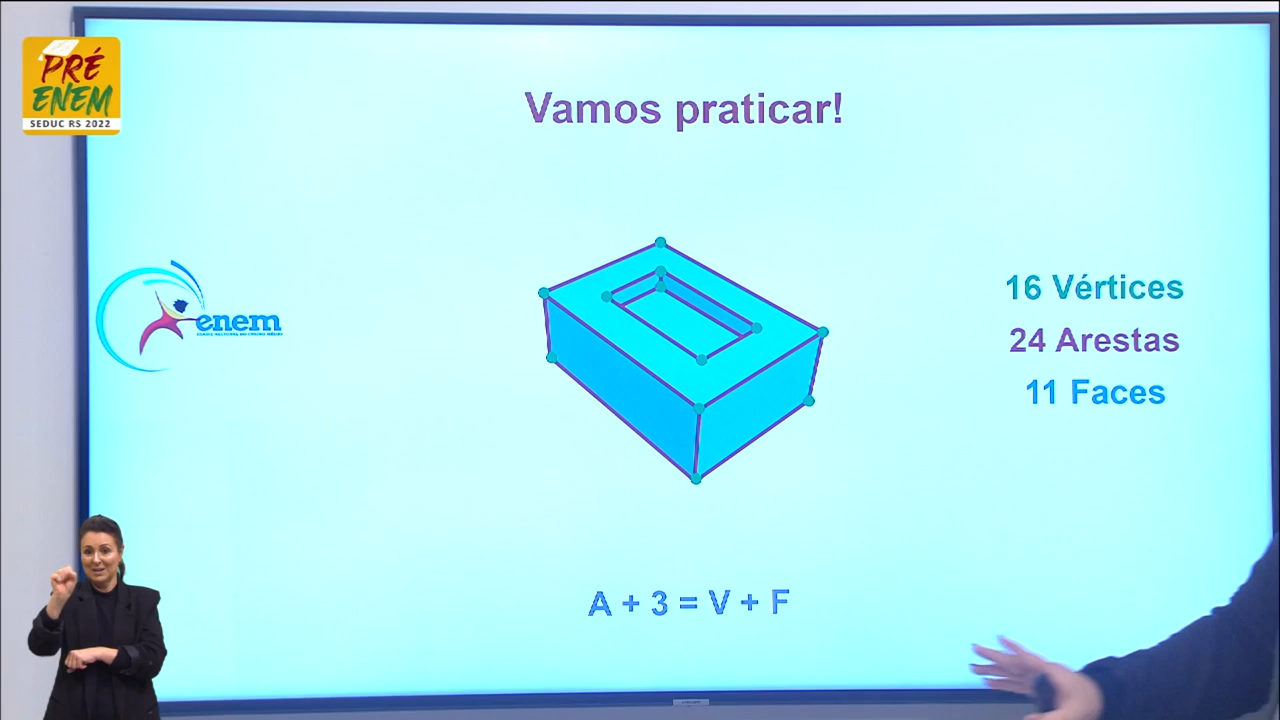 PRÉ
ENEM
SEDUC RS 2022
Vamos praticar!
enem
16 Vértices
24 Arestas
11 Faces
A + 3 = V + F